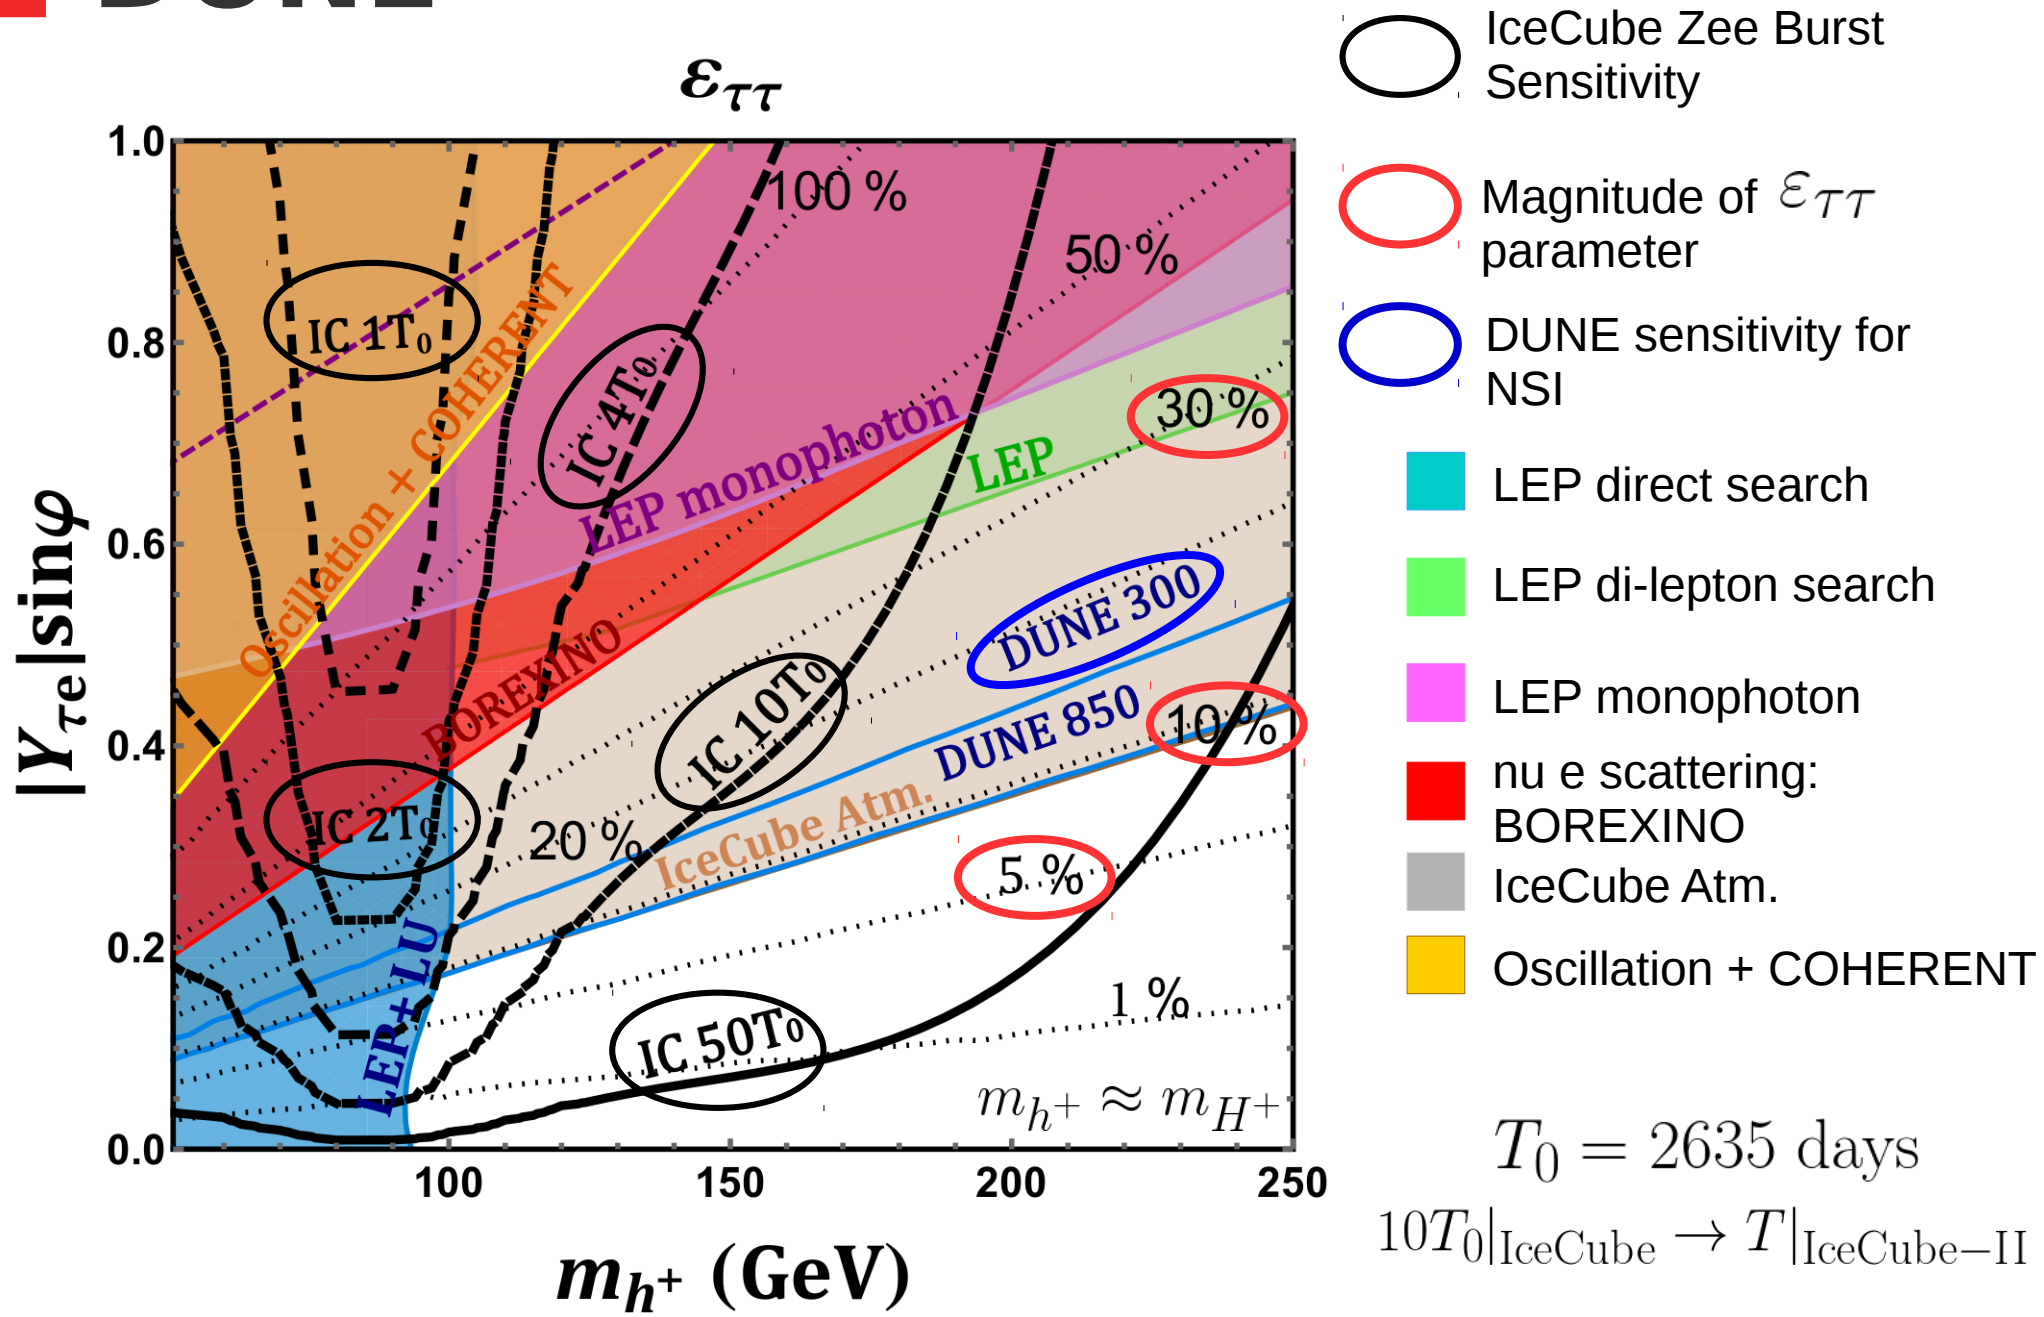 DUNE
ε_ττ
IceCube Zee Burst
Sensitivity
Magnitude of ε_ττ
parameter
DUNE sensitivity for
NSI
LEP direct search
LEP di-lepton search
LEP monophoton
nu e scattering:
BOREXINO
IceCube Atm.
Oscillation + COHERENT
T₀ = 2635 days
10T₀|IceCube → T|IceCube−II
1.0
0.8
0.6
0.4
0.2
0.0
|Y_τe|sinφ
100 %
50 %
IC 1T₀
Oscillation + COHERENT
IC 4T₀
LEP monophoton
30 %
LEP
DUNE 300
BOREXINO
IC 10T₀
DUNE 850
10 %
IC 2T₀
20 %
IceCube Atm.
5 %
LEP+LU
1 %
IC 50T₀
m_h⁺ ≈ m_H⁺
100
150
200
250
m_h⁺ (GeV)